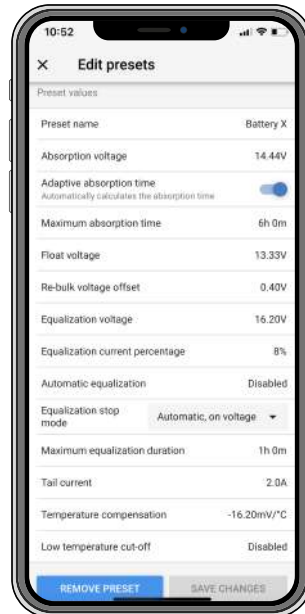 10:52
× Edit presets
Preset values
Preset name Battery X
Absorption voltage 14.44V
Adaptive absorption time
Automatically calculates the absorption time
Maximum absorption time 6h 0m
Float voltage 13.33V
Re-bulk voltage offset 0.40V
Equalization voltage 16.20V
Equalization current percentage 8%
Automatic equalization Disabled
Equalization stop mode Automatic, on voltage
Maximum equalization duration 1h 0m
Tail current 2.0A
Temperature compensation -16.20mV/°C
Low temperature cut-off Disabled
REMOVE PRESET SAVE CHANGES